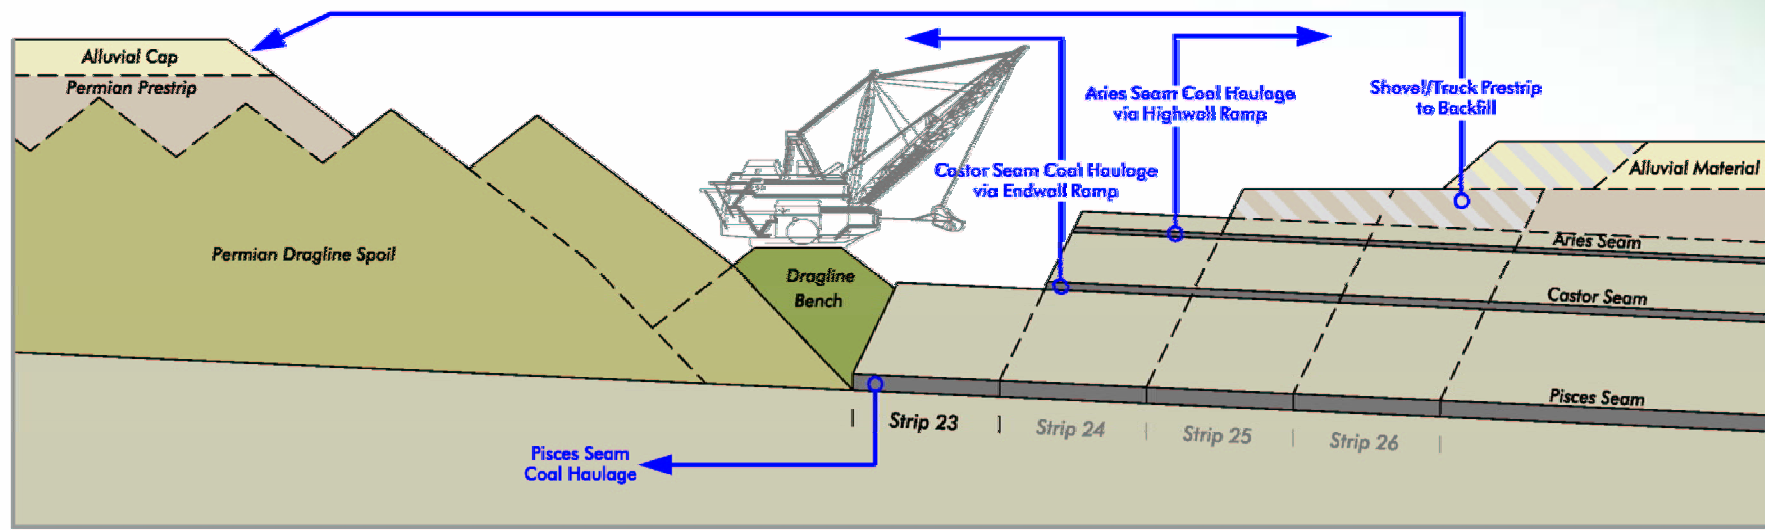 Alluvial Cap
Permian Prestrip
Permian Dragline Spoil
Dragline
Bench
Castor Seam Coal Haulage
via Endwall Ramp
Aries Seam Coal Haulage
via Highwall Ramp
Shovel/Truck Prestrip
to Backfill
Alluvial Material
Aries Seam
Castor Seam
Pisces Seam
Strip 23
Strip 24
Strip 25
Strip 26
Pisces Seam
Coal Haulage